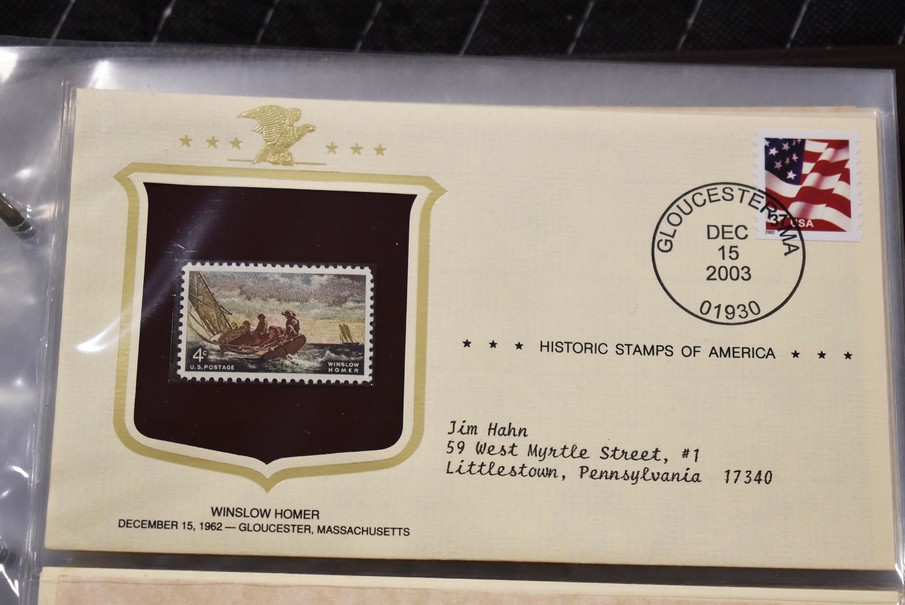 GLOUCESTER, MA
DEC
15
2003
01930
USA
★ ★ ★ HISTORIC STAMPS OF AMERICA ★ ★ ★
4c
U.S. POSTAGE
WINSLOW
HOMER
Jim Hahn
59 West Myrtle Street, #1
Littlestown, Pennsylvania 17340
WINSLOW HOMER
DECEMBER 15, 1962 — GLOUCESTER, MASSACHUSETTS